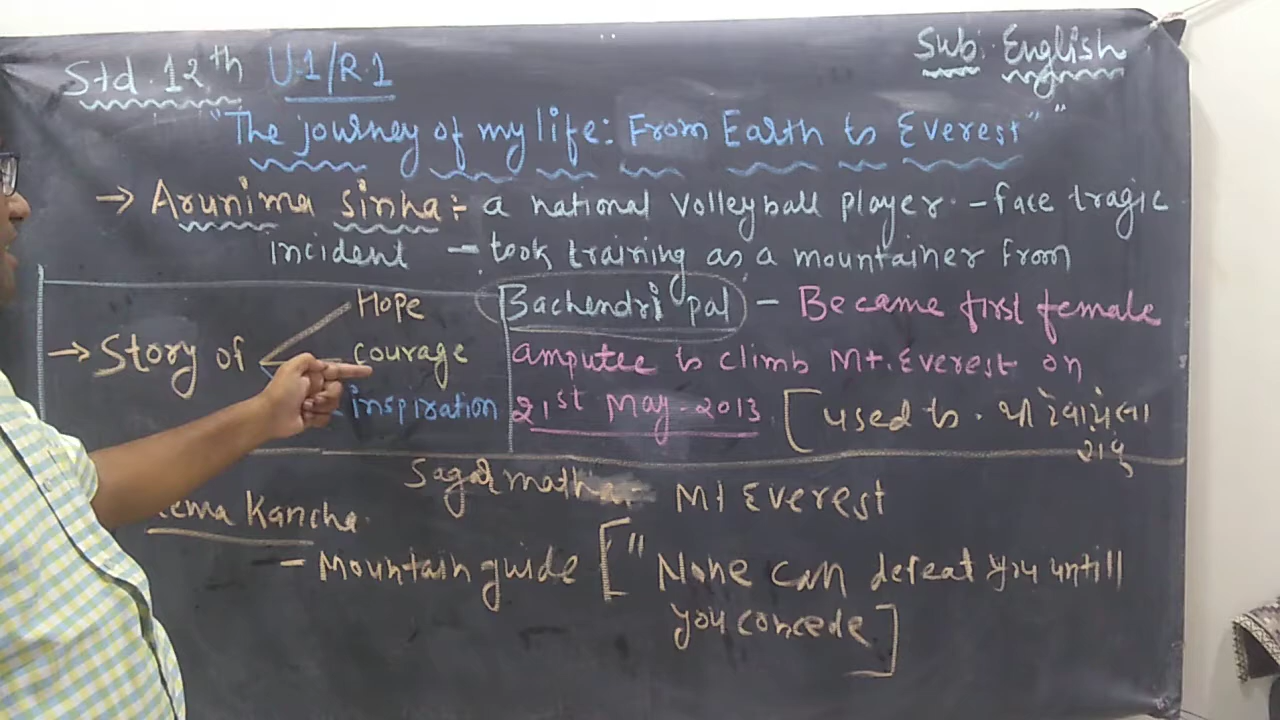 Std. 12th U.1/R.1
Sub: English
"The journey of my life: From Earth to Everest"
→ Arunima Sinha:- a national Volleyball player. - face tragic
incident - took training as a mountainer From
Bachendri pal - Became first female
amputee to climb Mt. Everest on
21st May - 2013 [used to.
→ Story of
Hope
courage
inspiration
Sagarmatha - Mt Everest
Kancha.
- Mountain guide ["None can defeat you untill
you concede]